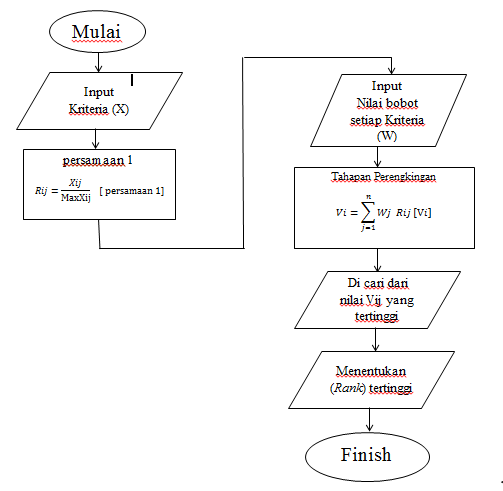 Mulai
Input
Kriteria (X)
persamaan 1
Rij = Xij / MaxXij [ persamaan 1]
Input
Nilai bobot
setiap Kriteria
(W)
Tahapan Perengkingan
Vi = ∑ⁿⱼ₌₁ Wj Rij [Vi]
Di cari dari
nilai Vij yang
tertinggi
Menentukan
(Rank) tertinggi
Finish